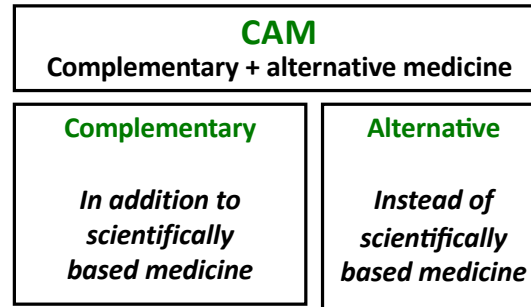 CAM
Complementary + alternative medicine
Complementary
In addition to
scientifically
based medicine
Alternative
Instead of
scientifically
based medicine